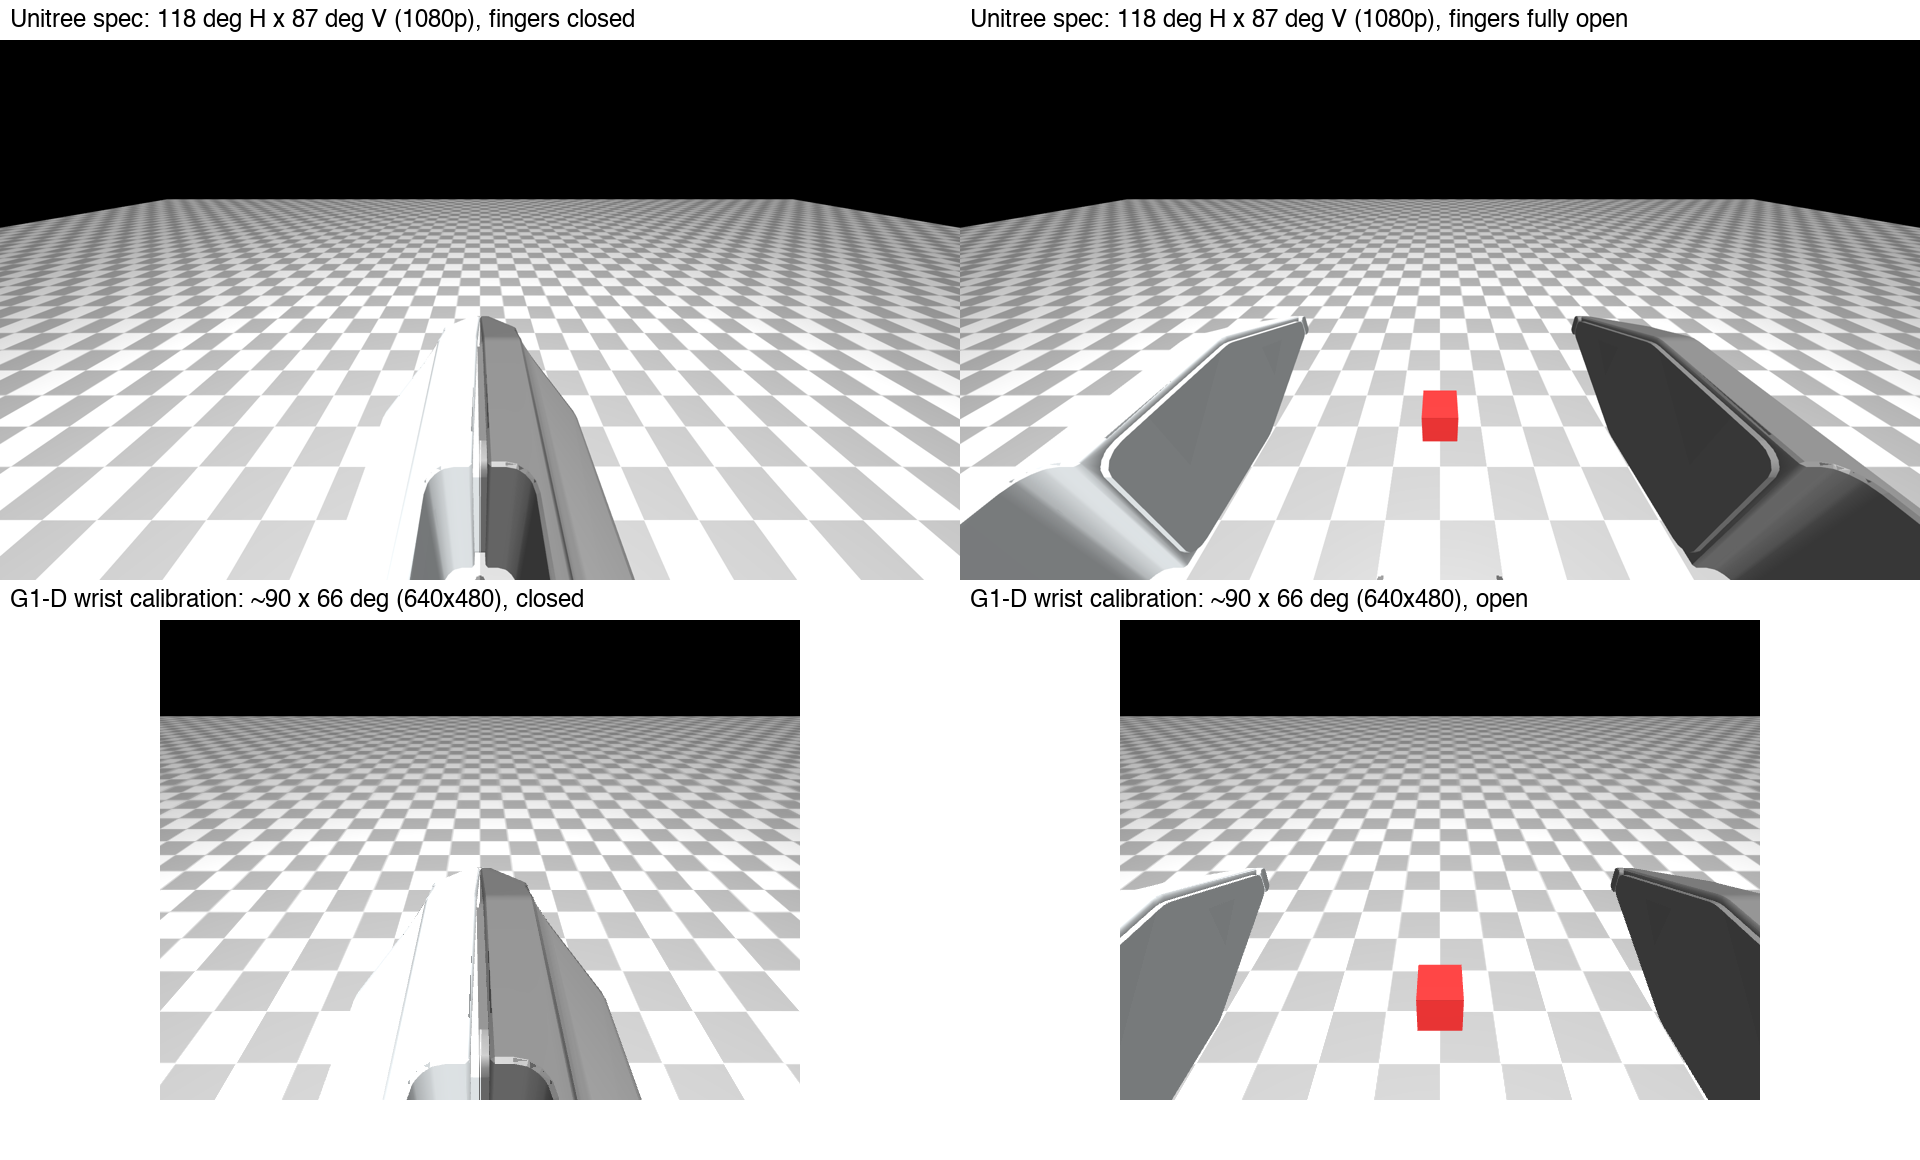 Unitree spec: 118 deg H x 87 deg V (1080p), fingers closed
Unitree spec: 118 deg H x 87 deg V (1080p), fingers fully open
G1-D wrist calibration: ~90 x 66 deg (640x480), closed
G1-D wrist calibration: ~90 x 66 deg (640x480), open